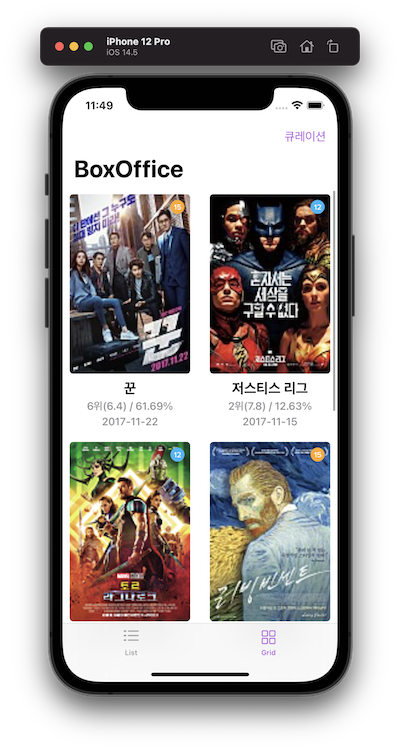 iPhone 12 Pro
iOS 14.5
11:49
큐레이션
BoxOffice
15
12
꾼
2017.11.22
혼자서는
세상을
구할 수 없다
저스티스 리그
꾼
저스티스 리그
6위(6.4) / 61.69%
2위(7.8) / 12.63%
2017-11-22
2017-11-15
12
15
MARVEL STUDIOS
토르
라그나로크
러빙 빈센트
List
Grid